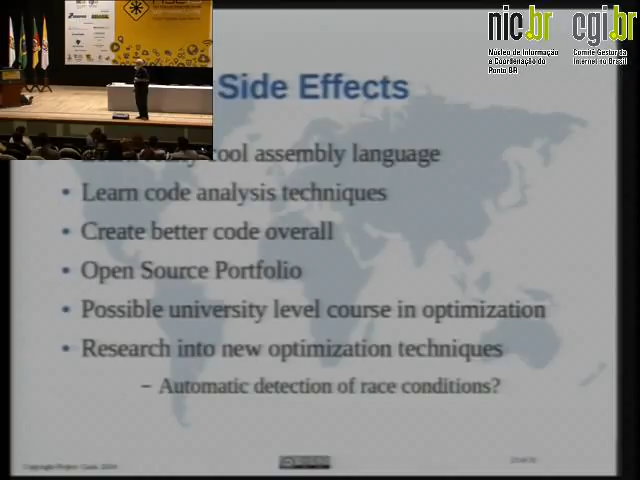 nic.br cgi.br
Núcleo de Informação
e Coordenação do
Ponto BR
Comitê Gestor da
Internet no Brasil
Side Effects
cool assembly language
• Learn code analysis techniques
• Create better code overall
• Open Source Portfolio
• Possible university level course in optimization
• Research into new optimization techniques
– Automatic detection of race conditions?